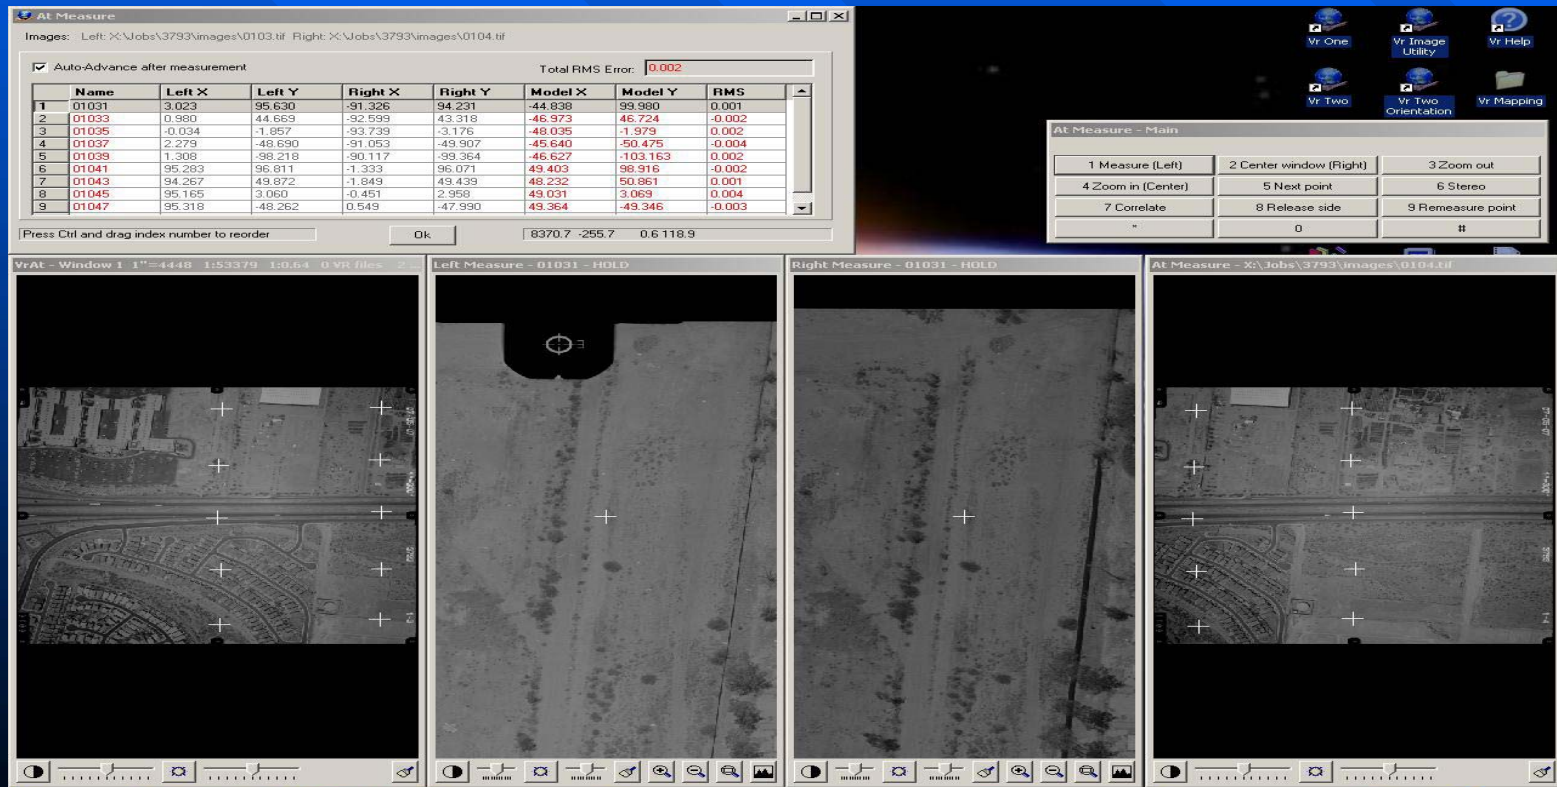 At Measure
Images: Left: X:\Jobs\3793\images\0103.tif Right: X:\Jobs\3793\images\0104.tif
Auto-Advance after measurement Total RMS Error: 0.002
Name Left X Left Y Right X Right Y Model X Model Y RMS
1 01031 3.023 95.630 -91.326 94.231 -44.838 99.980 0.001
2 01033 0.980 44.669 -92.599 43.318 -46.973 46.724 -0.002
3 01035 -0.034 -1.857 -93.739 -3.176 -48.035 -1.979 0.002
4 01037 2.279 -48.690 -91.053 -49.907 -45.640 -50.475 -0.004
5 01039 1.308 -98.218 -90.117 -99.364 -46.627 -103.163 0.002
6 01041 95.283 96.811 -1.333 96.071 49.403 98.916 -0.002
7 01043 94.267 49.872 -1.849 49.439 48.232 50.861 0.001
8 01045 95.165 3.060 -0.451 2.958 49.031 3.069 0.004
9 01047 95.318 -48.262 0.549 -47.990 49.364 -49.346 -0.003
Press Ctrl and drag index number to reorder Ok 8370.7 -255.7 0.6 118.9
Vr One
Vr Image Utility
Vr Help
Vr Two
Vr Two Orientation
Vr Mapping
At Measure - Main
1 Measure (Left) 2 Center window (Right) 3 Zoom out
4 Zoom in (Center) 5 Next point 6 Stereo
7 Correlate 8 Release side 9 Remeasure point
* 0 #
VrAt - Window 1 1"=4448 1:53379 1:0.64 0 VR files
Left Measure - 01031 - HOLD
Right Measure - 01031 - HOLD
At Measure - X:\Jobs\3793\images\0104.tif